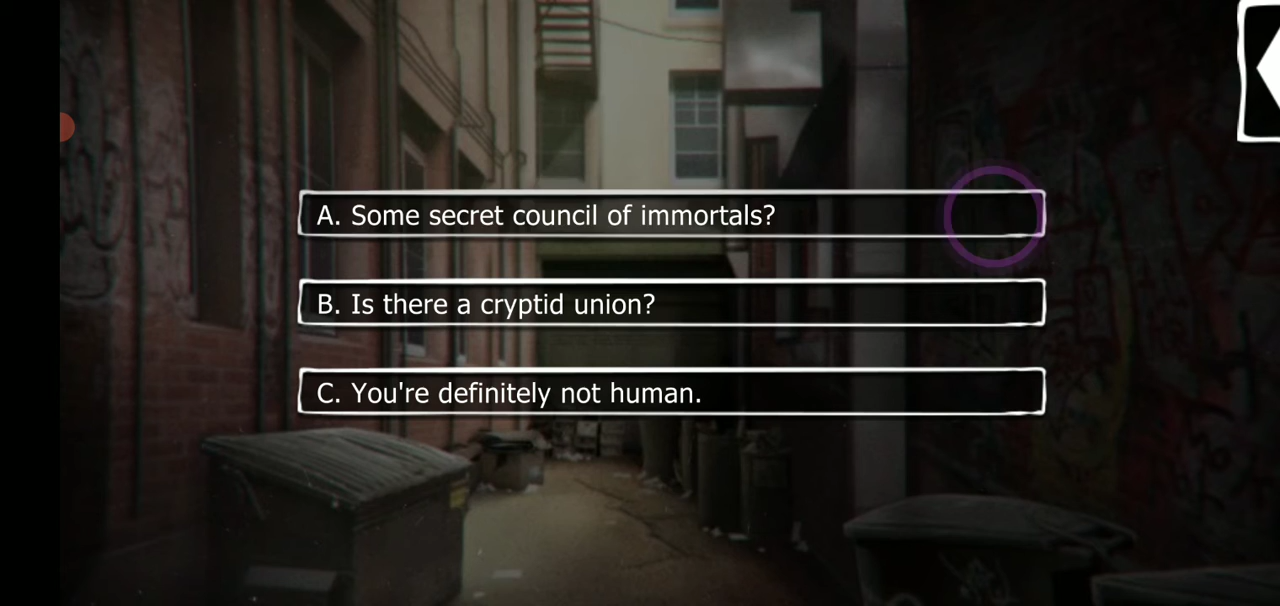 A. Some secret council of immortals?
B. Is there a cryptid union?
C. You're definitely not human.